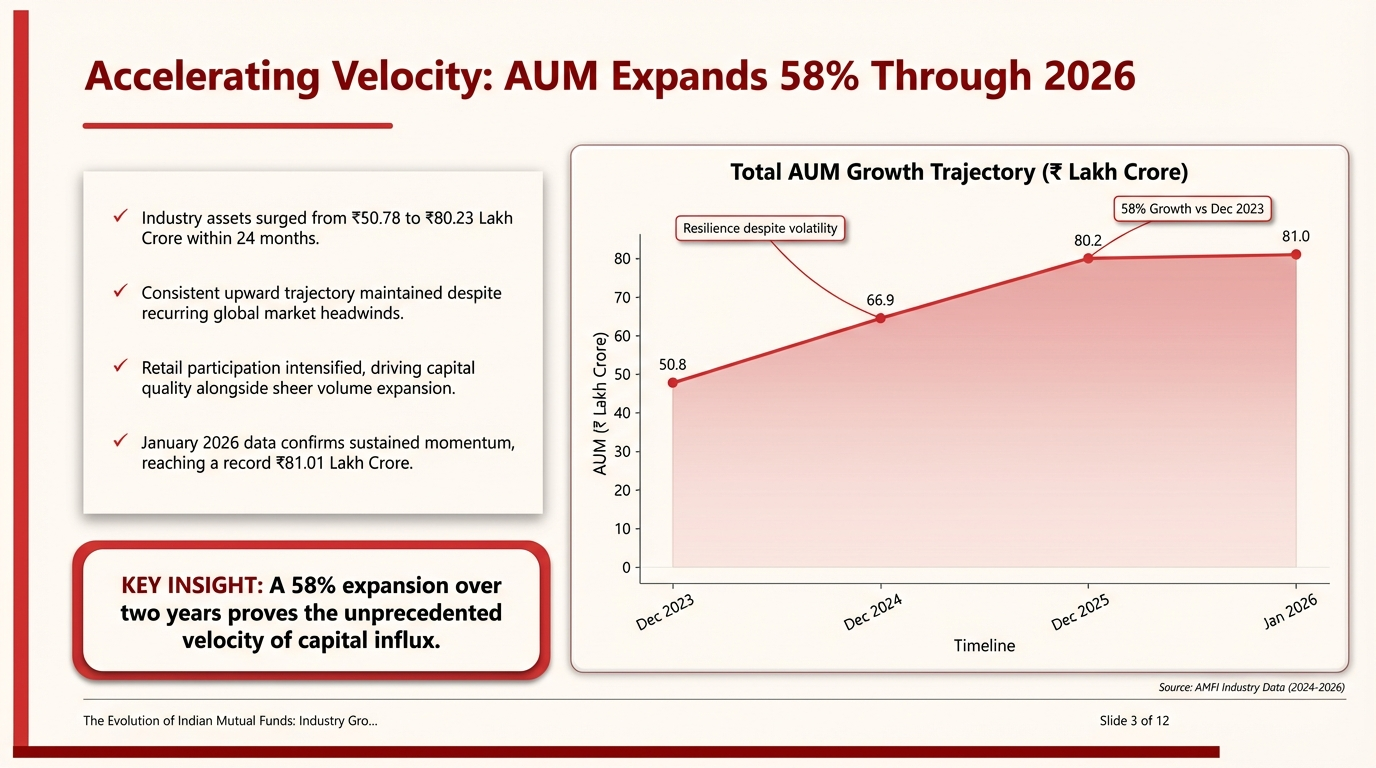 Accelerating Velocity: AUM Expands 58% Through 2026
✓ Industry assets surged from ₹50.78 to ₹80.23 Lakh
Crore within 24 months.
✓ Consistent upward trajectory maintained despite
recurring global market headwinds.
✓ Retail participation intensified, driving capital
quality alongside sheer volume expansion.
✓ January 2026 data confirms sustained momentum,
reaching a record ₹81.01 Lakh Crore.
KEY INSIGHT: A 58% expansion over
two years proves the unprecedented
velocity of capital influx.
Total AUM Growth Trajectory (₹ Lakh Crore)
58% Growth vs Dec 2023
Resilience despite volatility
50.8
66.9
80.2
81.0
AUM (₹ Lakh Crore)
80
70
60
50
40
30
20
10
0
Dec 2023
Dec 2024
Dec 2025
Jan 2026
Timeline
Source: AMFI Industry Data (2024-2026)
The Evolution of Indian Mutual Funds: Industry Gro...
Slide 3 of 12